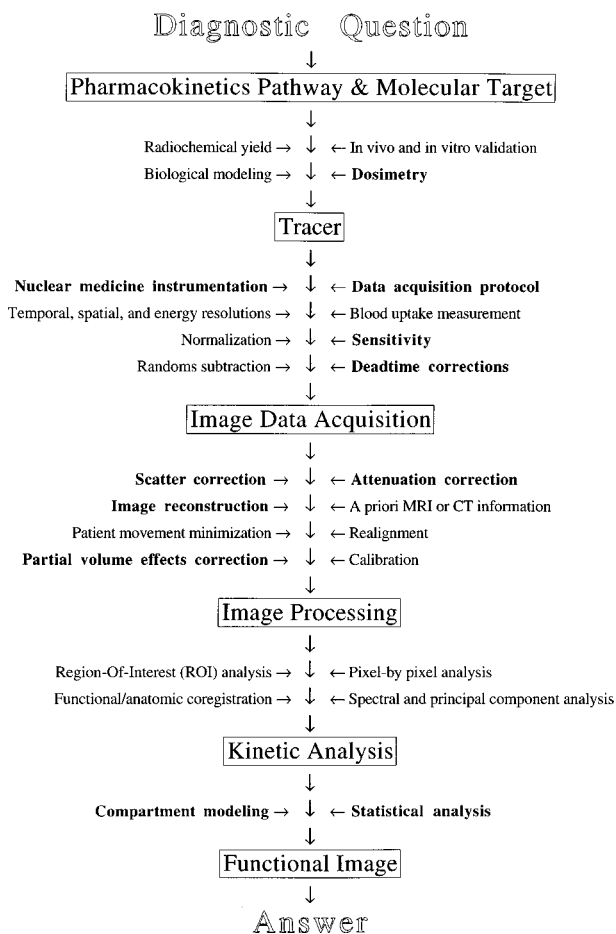 Diagnostic Question
↓
Pharmacokinetics Pathway & Molecular Target
↓
Radiochemical yield → ↓ ← In vivo and in vitro validation
Biological modeling → ↓ ← Dosimetry
↓
Tracer
↓
Nuclear medicine instrumentation → ↓ ← Data acquisition protocol
Temporal, spatial, and energy resolutions → ↓ ← Blood uptake measurement
Normalization → ↓ ← Sensitivity
Randoms subtraction → ↓ ← Deadtime corrections
↓
Image Data Acquisition
↓
Scatter correction → ↓ ← Attenuation correction
Image reconstruction → ↓ ← A priori MRI or CT information
Patient movement minimization → ↓ ← Realignment
Partial volume effects correction → ↓ ← Calibration
↓
Image Processing
↓
Region-Of-Interest (ROI) analysis → ↓ ← Pixel-by pixel analysis
Functional/anatomic coregistration → ↓ ← Spectral and principal component analysis
↓
Kinetic Analysis
↓
Compartment modeling → ↓ ← Statistical analysis
↓
Functional Image
↓
Answer